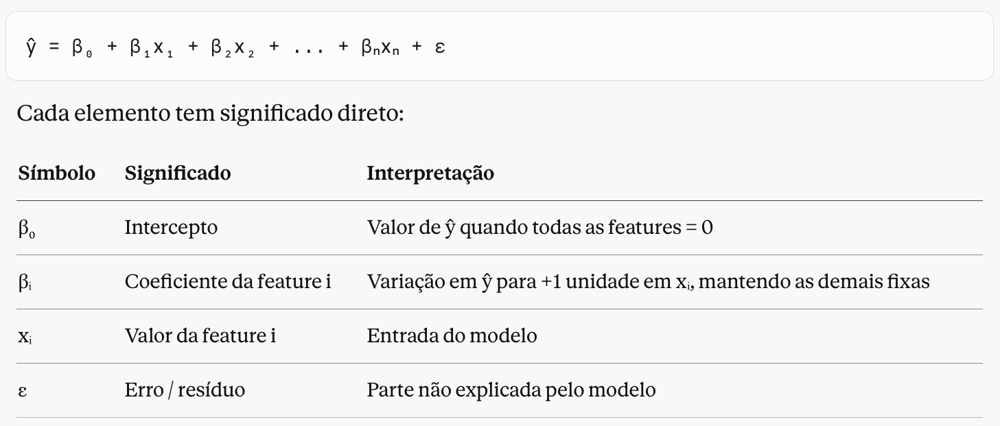 ŷ = β₀ + β₁x₁ + β₂x₂ + ... + βₙxₙ + ε
Cada elemento tem significado direto:
Símbolo Significado Interpretação
β₀ Intercepto Valor de ŷ quando todas as features = 0
βᵢ Coeficiente da feature i Variação em ŷ para +1 unidade em xᵢ, mantendo as demais fixas
xᵢ Valor da feature i Entrada do modelo
ε Erro / resíduo Parte não explicada pelo modelo